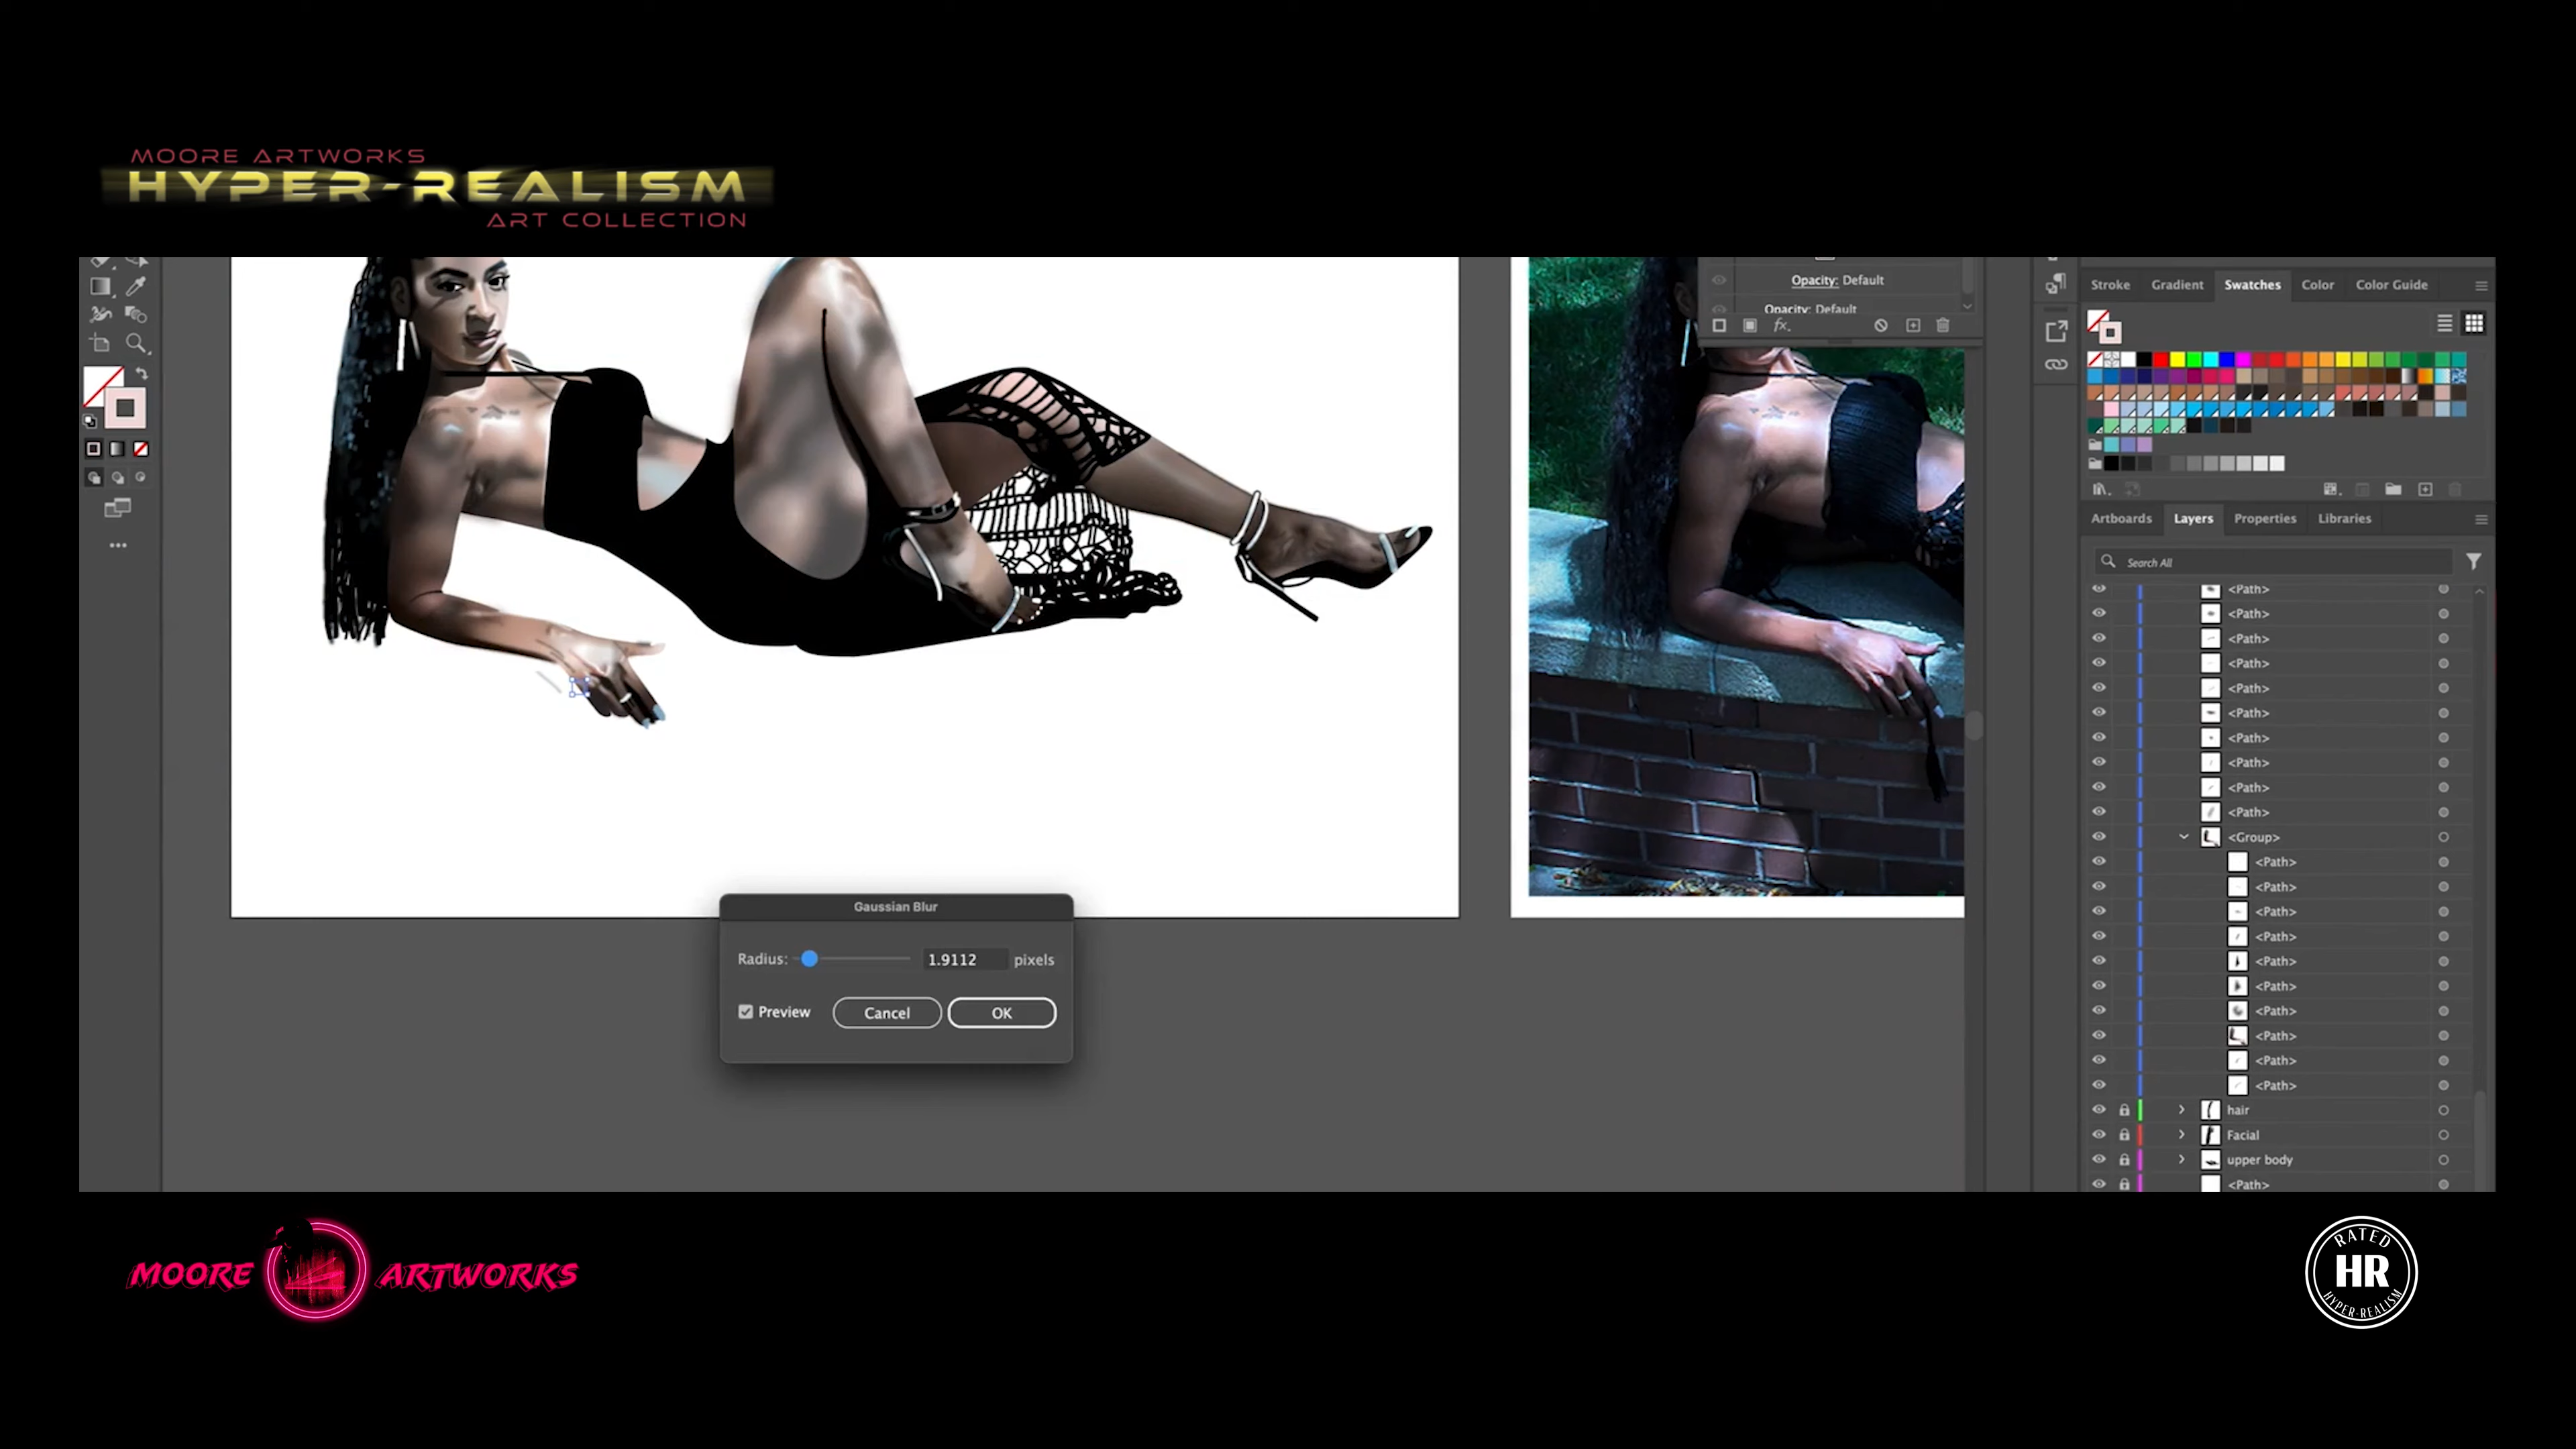 MOORE ARTWORKS
HYPER-REALISM
ART COLLECTION
Opacity: Default
Opacity: Default
fx.
Stroke Gradient Swatches Color Color Guide
Artboards Layers Properties Libraries
Search All
<Path>
<Path>
<Path>
<Path>
<Path>
<Path>
<Path>
<Path>
<Path>
<Path>
<Group>
<Path>
<Path>
<Path>
<Path>
<Path>
<Path>
<Path>
<Path>
<Path>
<Path>
hair
Facial
upper body
<Path>
Gaussian Blur
Radius: 1.9112 pixels
Preview Cancel OK
MOORE ARTWORKS
RATED
HR
HYPER-REALISM